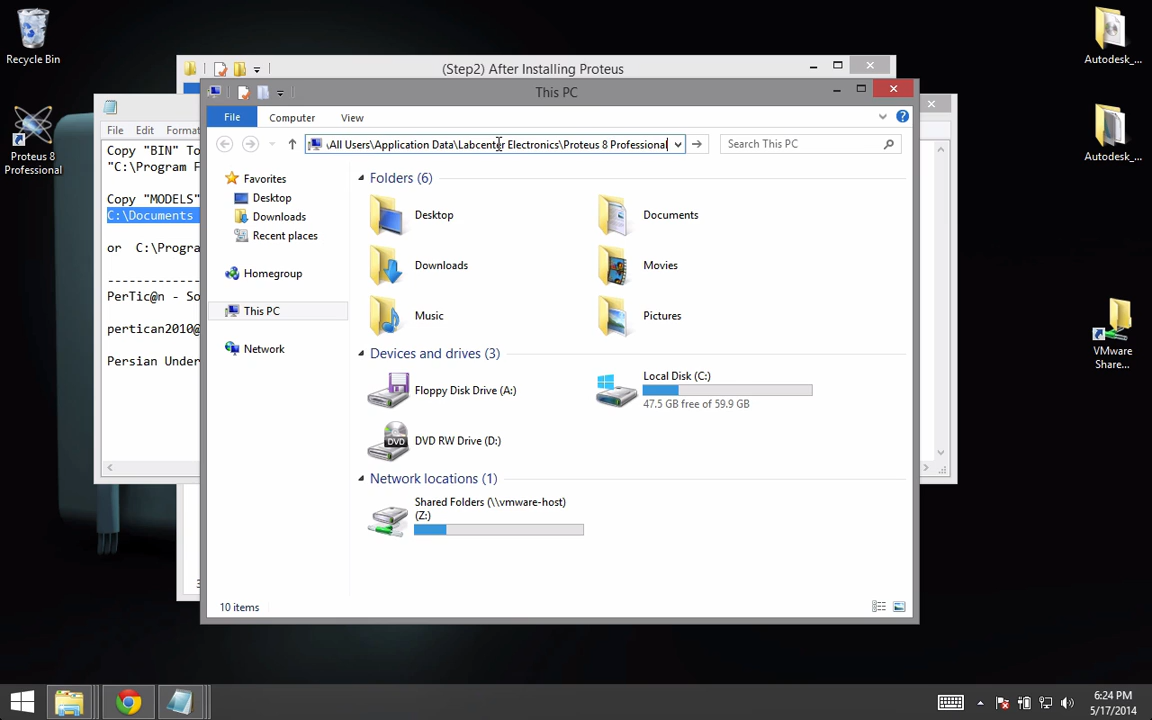 Recycle Bin
Proteus 8
Professional
Autodesk_...
Autodesk_...
VMware
Share...
(Step2) After Installing Proteus
This PC
File
Computer
View
\All Users\Application Data\Labcenter Electronics\Proteus 8 Professional
Search This PC
Favorites
Desktop
Downloads
Recent places
Homegroup
This PC
Network
Folders (6)
Desktop
Documents
Downloads
Movies
Music
Pictures
Devices and drives (3)
Floppy Disk Drive (A:)
Local Disk (C:)
47.5 GB free of 59.9 GB
DVD
DVD RW Drive (D:)
Network locations (1)
Shared Folders (\\vmware-host)
(Z:)
10 items
File
Edit
Format
Copy "BIN" To
"C:\Program F
Copy "MODELS"
C:\Documents
or C:\Progra
PerTic@n - So
pertican2010@
Persian Under
6:24 PM
5/17/2014